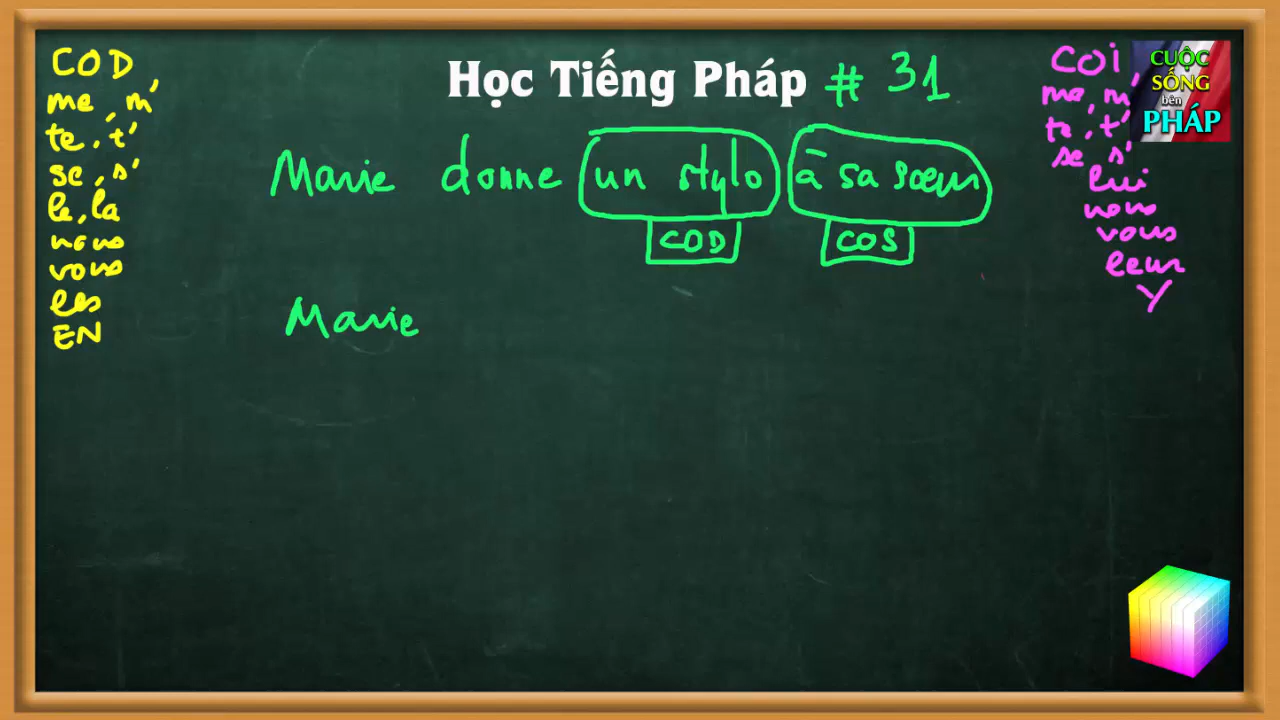 Học Tiếng Pháp # 31
COD
me, m'
te, t'
se, s'
le, la
nous
vous
les
EN
Marie donne un stylo à sa soeur
COD COS
Marie
COi
me, m'
te, t'
se s'
lui
nous
vous
leur
Y
CUỘC
SỐNG
bên
PHÁP